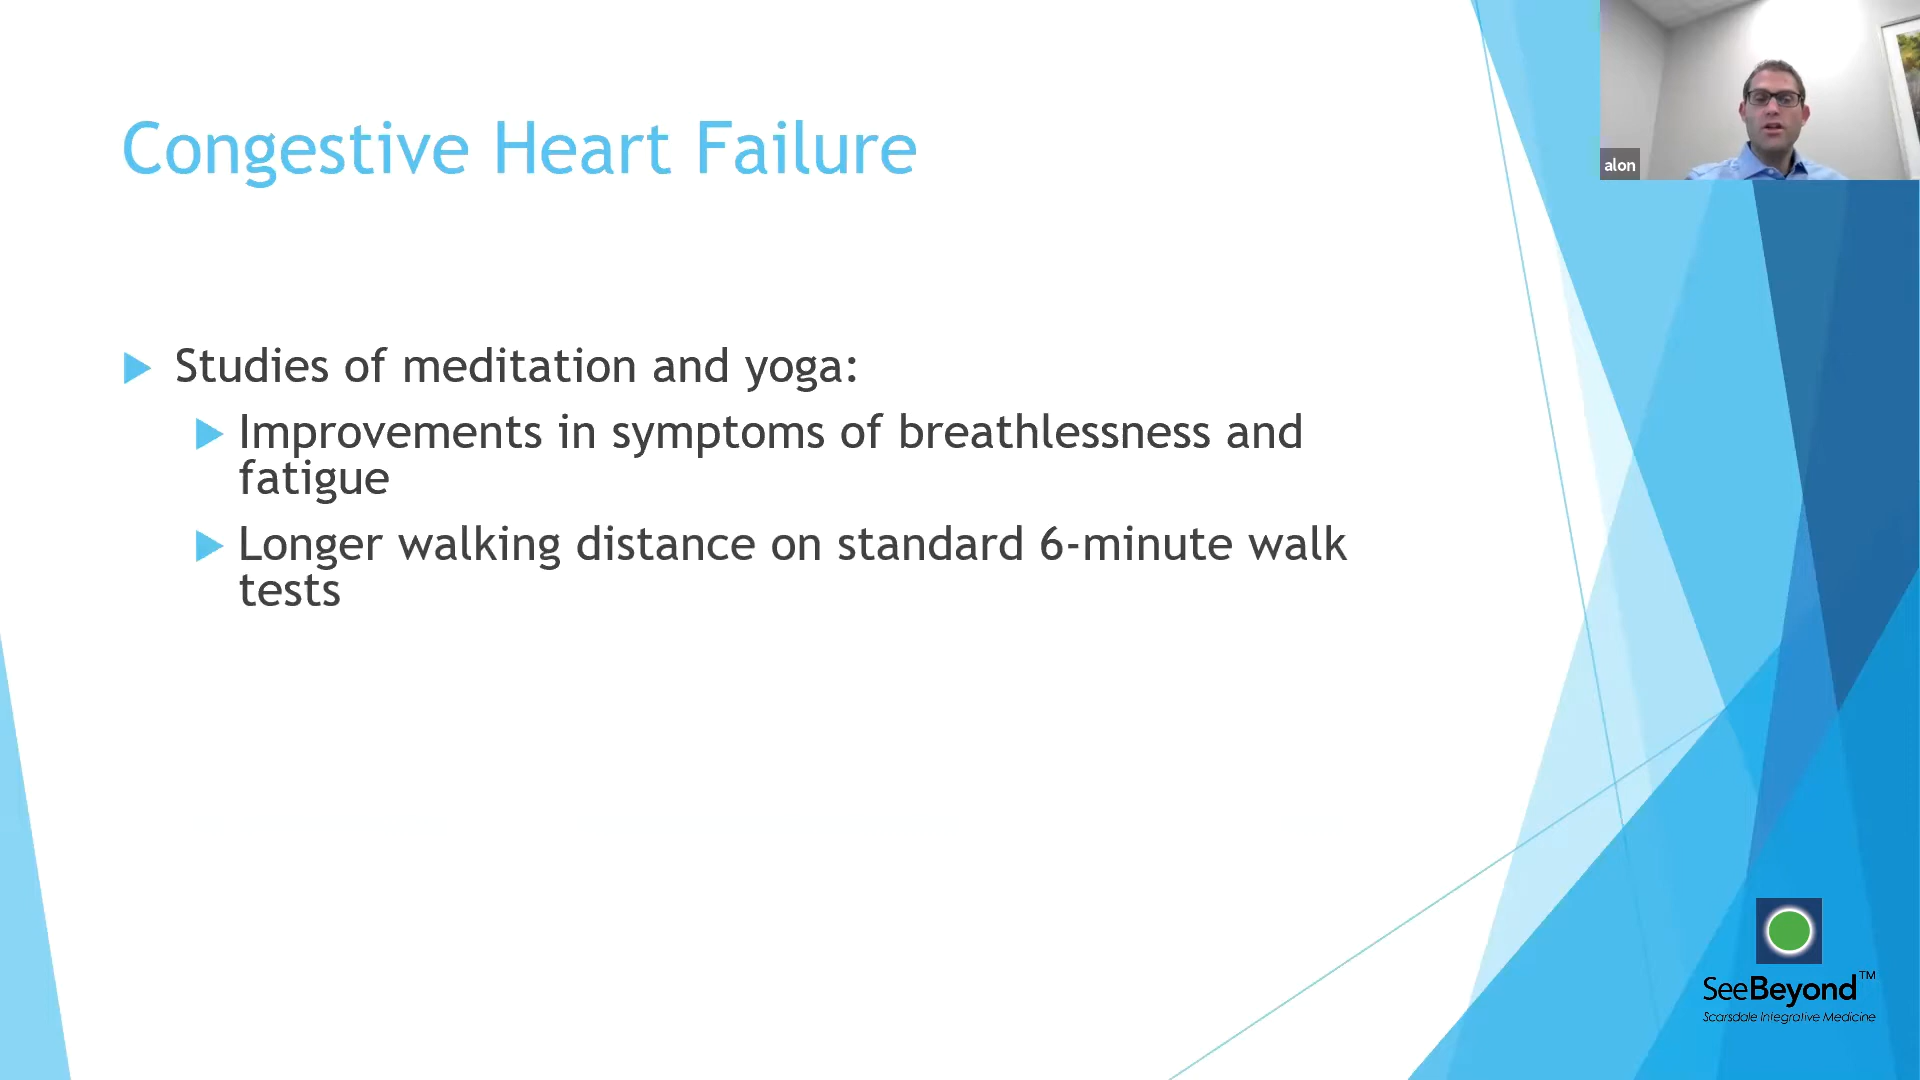 Congestive Heart Failure
alon
Studies of meditation and yoga:
Improvements in symptoms of breathlessness and
fatigue
Longer walking distance on standard 6-minute walk
tests
SeeBeyond™
Scarsdale Integrative Medicine